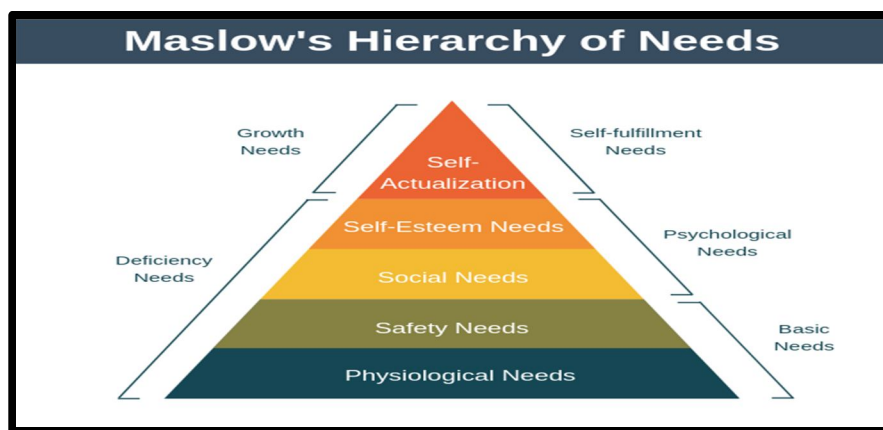 Maslow's Hierarchy of Needs
Growth
Needs
Self-fulfillment
Needs
Self-
Actualization
Self-Esteem Needs
Psychological
Needs
Deficiency
Needs
Social Needs
Safety Needs
Basic
Needs
Physiological Needs